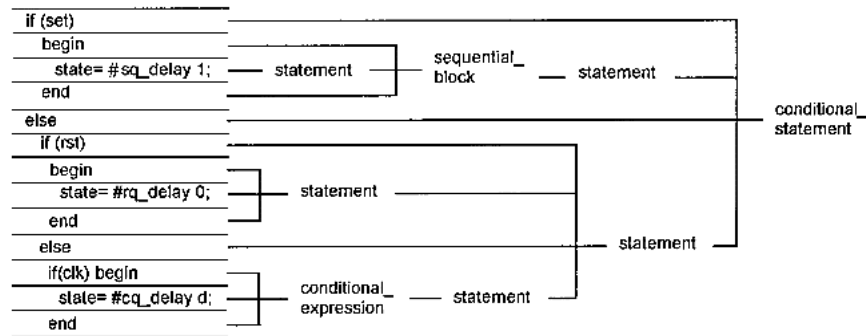 if (set)
begin
state= #sq_delay 1;
statement
sequential_
block
statement
end
else
conditional_
statement
if (rst)
begin
state= #rq_delay 0;
statement
end
else
statement
if(clk) begin
state= #cq_delay d;
conditional_
expression
statement
end